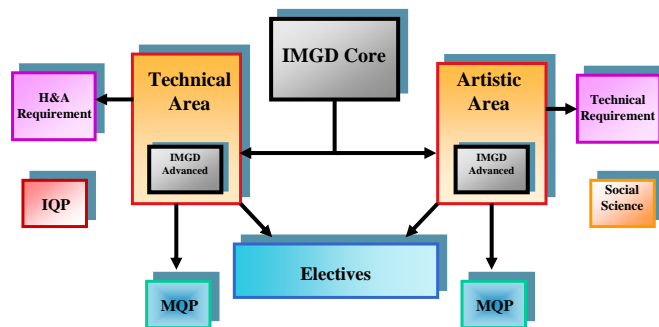 IMGD Core
Technical
Area
Artistic
Area
H&A
Requirement
Technical
Requirement
IMGD
Advanced
IMGD
Advanced
IQP
Social
Science
Electives
MQP
MQP